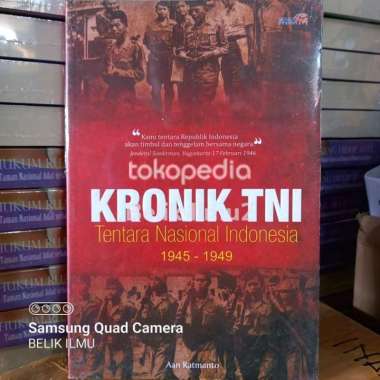 "Kami tentara Republik Indonesia
akan timbul dan tenggelam bersama negara"
Jenderal Soedirman, Yogyakarta 17 Februari 1946
tokopedia
KRONIK TNI
Tentara Nasional Indonesia
1945 - 1949
Aan Ratmanto
Samsung Quad Camera
BELIK ILMU